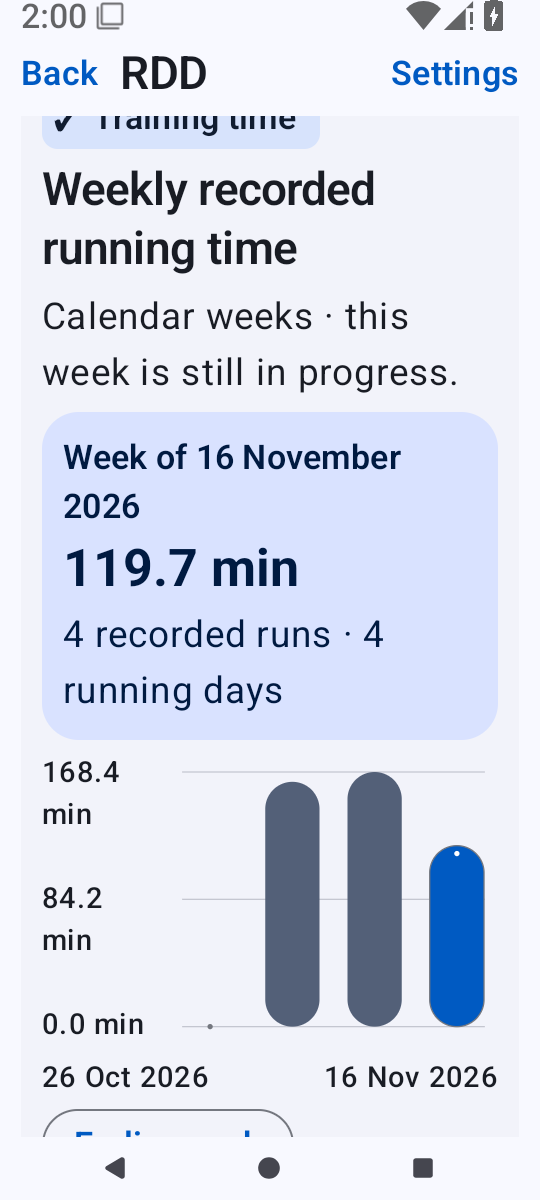 2:00
Back RDD Settings
✓ Training time
Weekly recorded
running time
Calendar weeks · this
week is still in progress.
Week of 16 November
2026
119.7 min
4 recorded runs · 4
running days
168.4
min
84.2
min
0.0 min
26 Oct 2026 16 Nov 2026